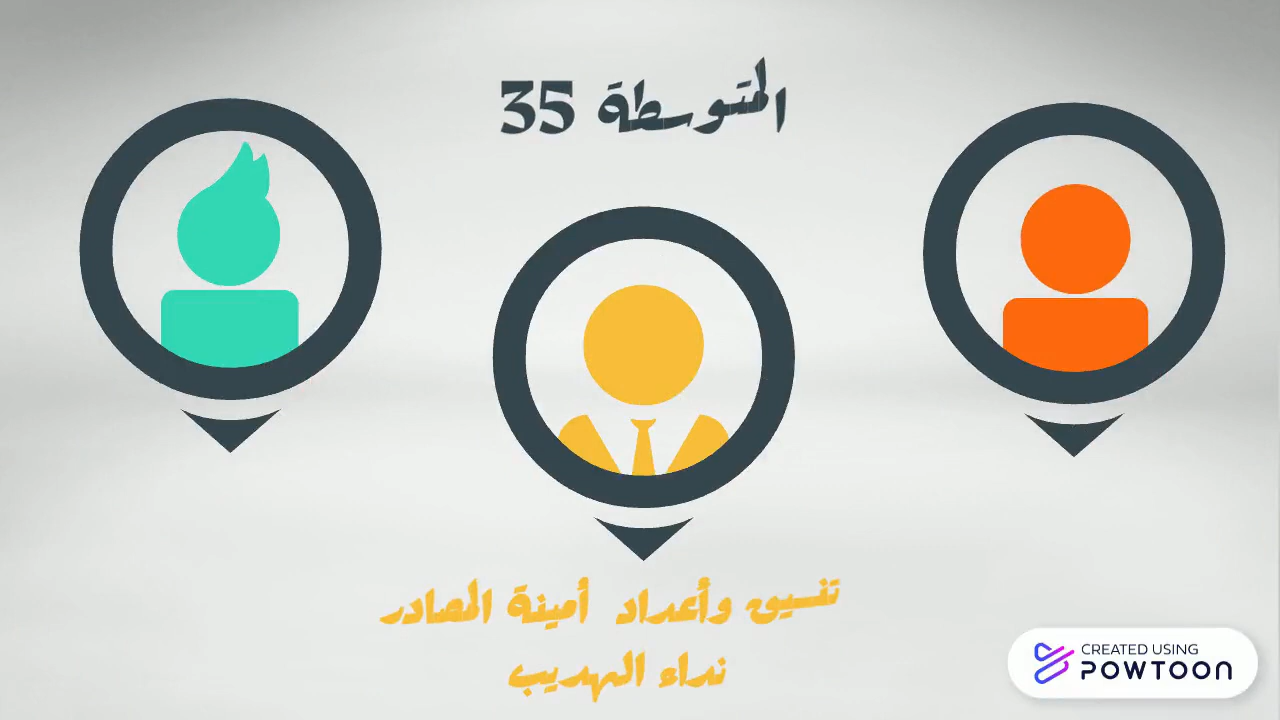 المتوسطة 35
تنسيق وأعداد أمينة المصادر
نداء الهديب
CREATED USING
POWTOON